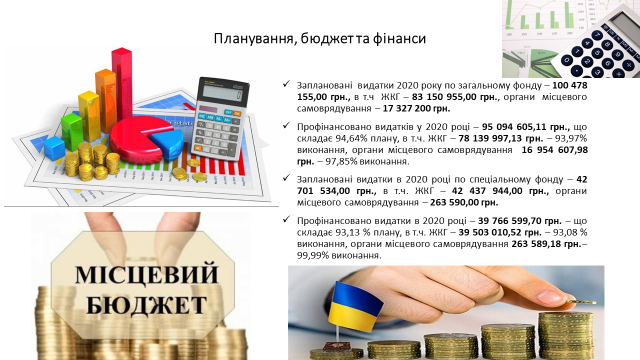 Планування, бюджет та фінанси
Заплановані видатки 2020 року по загальному фонду – 100 478
155,00 грн., в т.ч ЖКГ – 83 150 955,00 грн., органи місцевого
самоврядування – 17 327 200 грн.
Профінансовано видатків у 2020 році – 95 094 605,11 грн., що
складає 94,64% плану, в т.ч. ЖКГ – 78 139 997,13 грн. – 93,97%
виконання, органи місцевого самоврядування 16 954 607,98
грн. – 97,85% виконання.
Заплановані видатки в 2020 році по спеціальному фонду – 42
701 534,00 грн., в т.ч. ЖКГ – 42 437 944,00 грн., органи
місцевого самоврядування – 263 590,00 грн.
Профінансовано видатки в 2020 році – 39 766 599,70 грн. – що
складає 93,13 % плану, в т.ч. ЖКГ – 39 503 010,52 грн. – 93,08 %
виконання, органи місцевого самоврядування 263 589,18 грн.–
99,99% виконання.
МІСЦЕВИЙ
БЮДЖЕТ